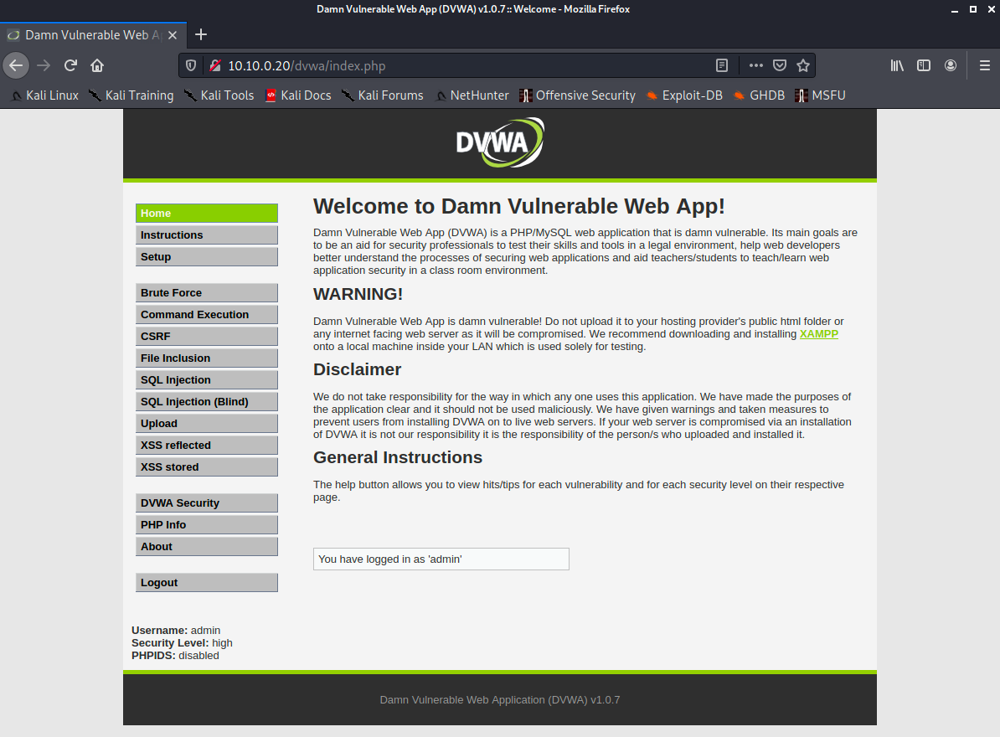 Damn Vulnerable Web App (DVWA) v1.0.7 :: Welcome - Mozilla Firefox
Damn Vulnerable Web Ap
10.10.0.20/dvwa/index.php
Kali Linux Kali Training Kali Tools Kali Docs Kali Forums NetHunter Offensive Security Exploit-DB GHDB MSFU
DVWA
Home
Instructions
Setup
Brute Force
Command Execution
CSRF
File Inclusion
SQL Injection
SQL Injection (Blind)
Upload
XSS reflected
XSS stored
DVWA Security
PHP Info
About
Logout
Welcome to Damn Vulnerable Web App!
Damn Vulnerable Web App (DVWA) is a PHP/MySQL web application that is damn vulnerable. Its main goals are
to be an aid for security professionals to test their skills and tools in a legal environment, help web developers
better understand the processes of securing web applications and aid teachers/students to teach/learn web
application security in a class room environment.
WARNING!
Damn Vulnerable Web App is damn vulnerable! Do not upload it to your hosting provider's public html folder or
any internet facing web server as it will be compromised. We recommend downloading and installing XAMPP
onto a local machine inside your LAN which is used solely for testing.
Disclaimer
We do not take responsibility for the way in which any one uses this application. We have made the purposes of
the application clear and it should not be used maliciously. We have given warnings and taken measures to
prevent users from installing DVWA on to live web servers. If your web server is compromised via an installation
of DVWA it is not our responsibility it is the responsibility of the person/s who uploaded and installed it.
General Instructions
The help button allows you to view hits/tips for each vulnerability and for each security level on their respective
page.
You have logged in as 'admin'
Username: admin
Security Level: high
PHPIDS: disabled
Damn Vulnerable Web Application (DVWA) v1.0.7